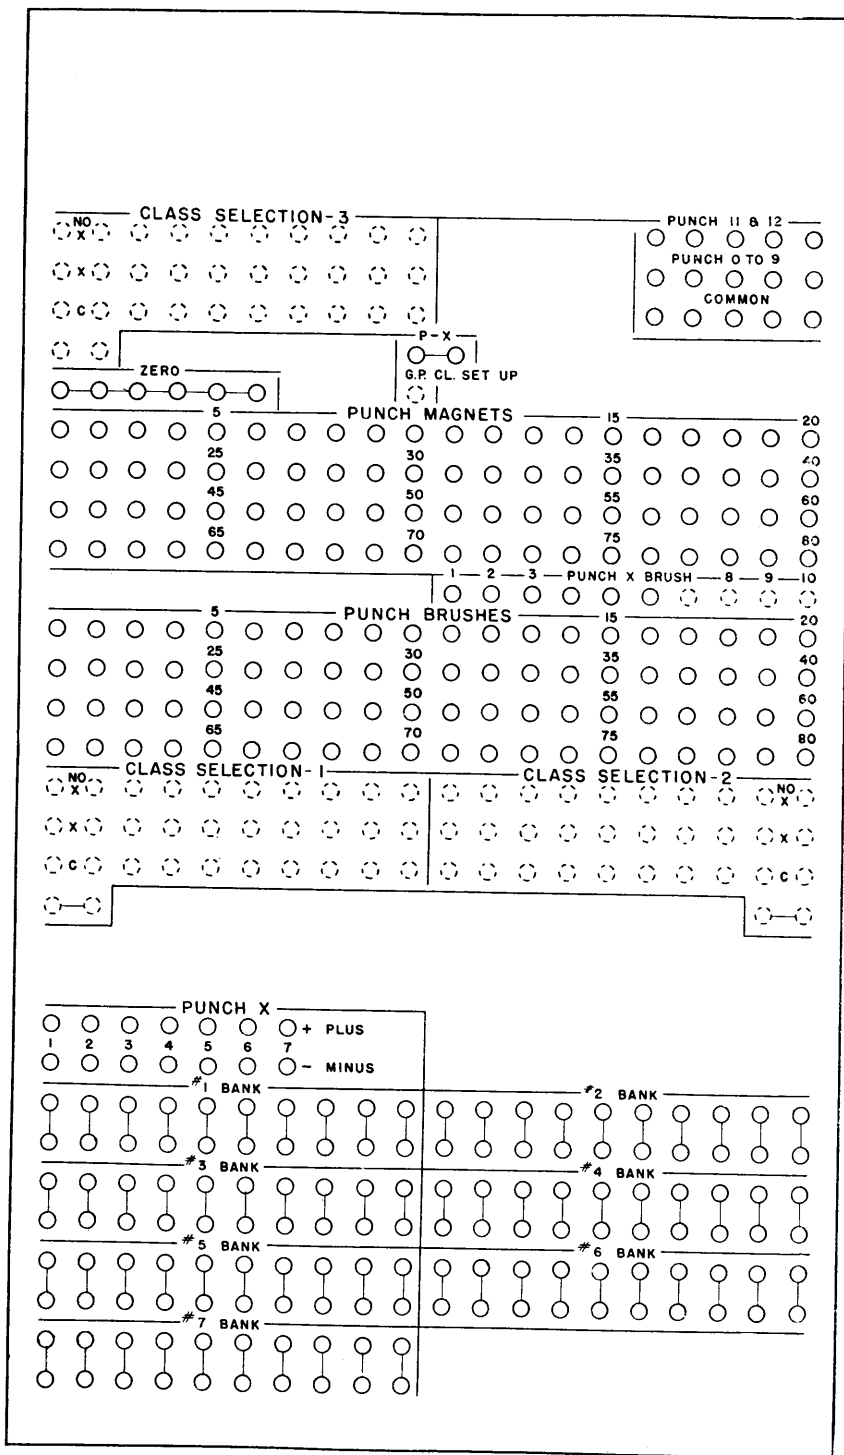 CLASS SELECTION-3
PUNCH 11 & 12
NO
X
PUNCH 0 TO 9
X
COMMON
C
P-X
ZERO
G.P. CL. SET UP
5 PUNCH MAGNETS 15 20
25 30 35 40
45 50 55 60
65 70 75 80
1 2 3 PUNCH X BRUSH 8 9 10
5 PUNCH BRUSHES 15 20
25 30 35 40
45 50 55 60
65 70 75 80
CLASS SELECTION-1 CLASS SELECTION-2
NO NO
X X
X X
C C
PUNCH X
+ PLUS
1 2 3 4 5 6 7
- MINUS
#1 BANK #2 BANK
#3 BANK #4 BANK
#5 BANK #6 BANK
#7 BANK